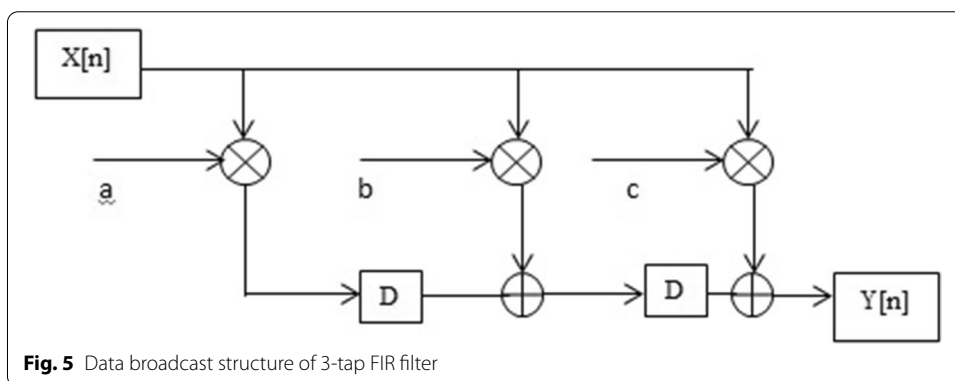 X[n]
a
b
c
D
D
Y[n]
Fig. 5 Data broadcast structure of 3-tap FIR filter